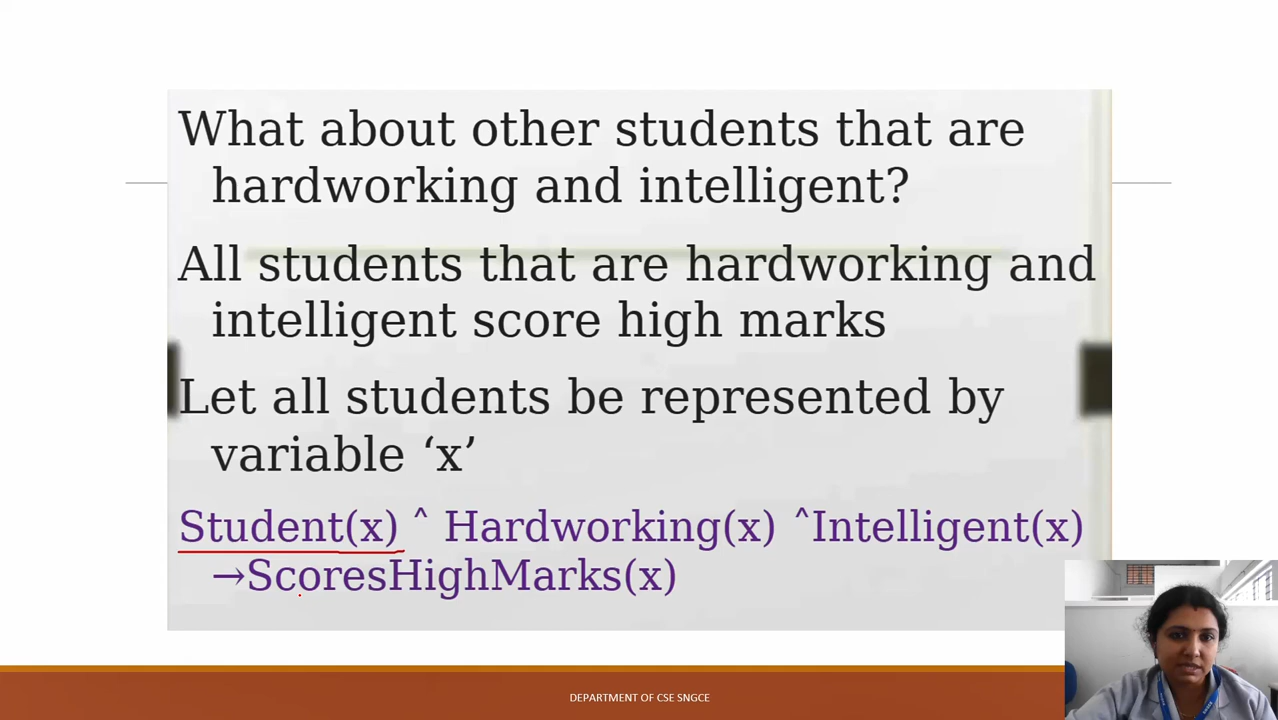 What about other students that are
hardworking and intelligent?
All students that are hardworking and
intelligent score high marks
Let all students be represented by
variable ‘x’
Student(x) ˄ Hardworking(x) ˄Intelligent(x)
→ScoresHighMarks(x)
DEPARTMENT OF CSE SNGCE